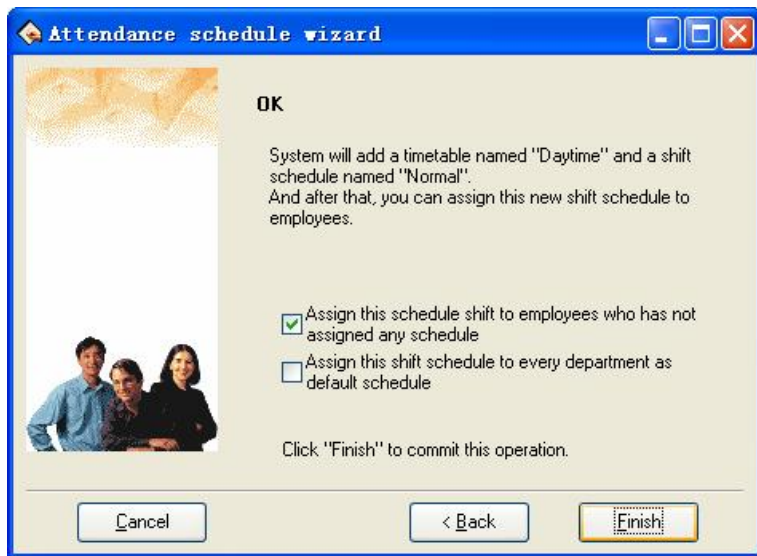 Attendance schedule wizard
OK
System will add a timetable named "Daytime" and a shift
schedule named "Normal".
And after that, you can assign this new shift schedule to
employees.
Assign this schedule shift to employees who has not
assigned any schedule
Assign this shift schedule to every department as
default schedule
Click "Finish" to commit this operation.
Cancel
< Back
Finish